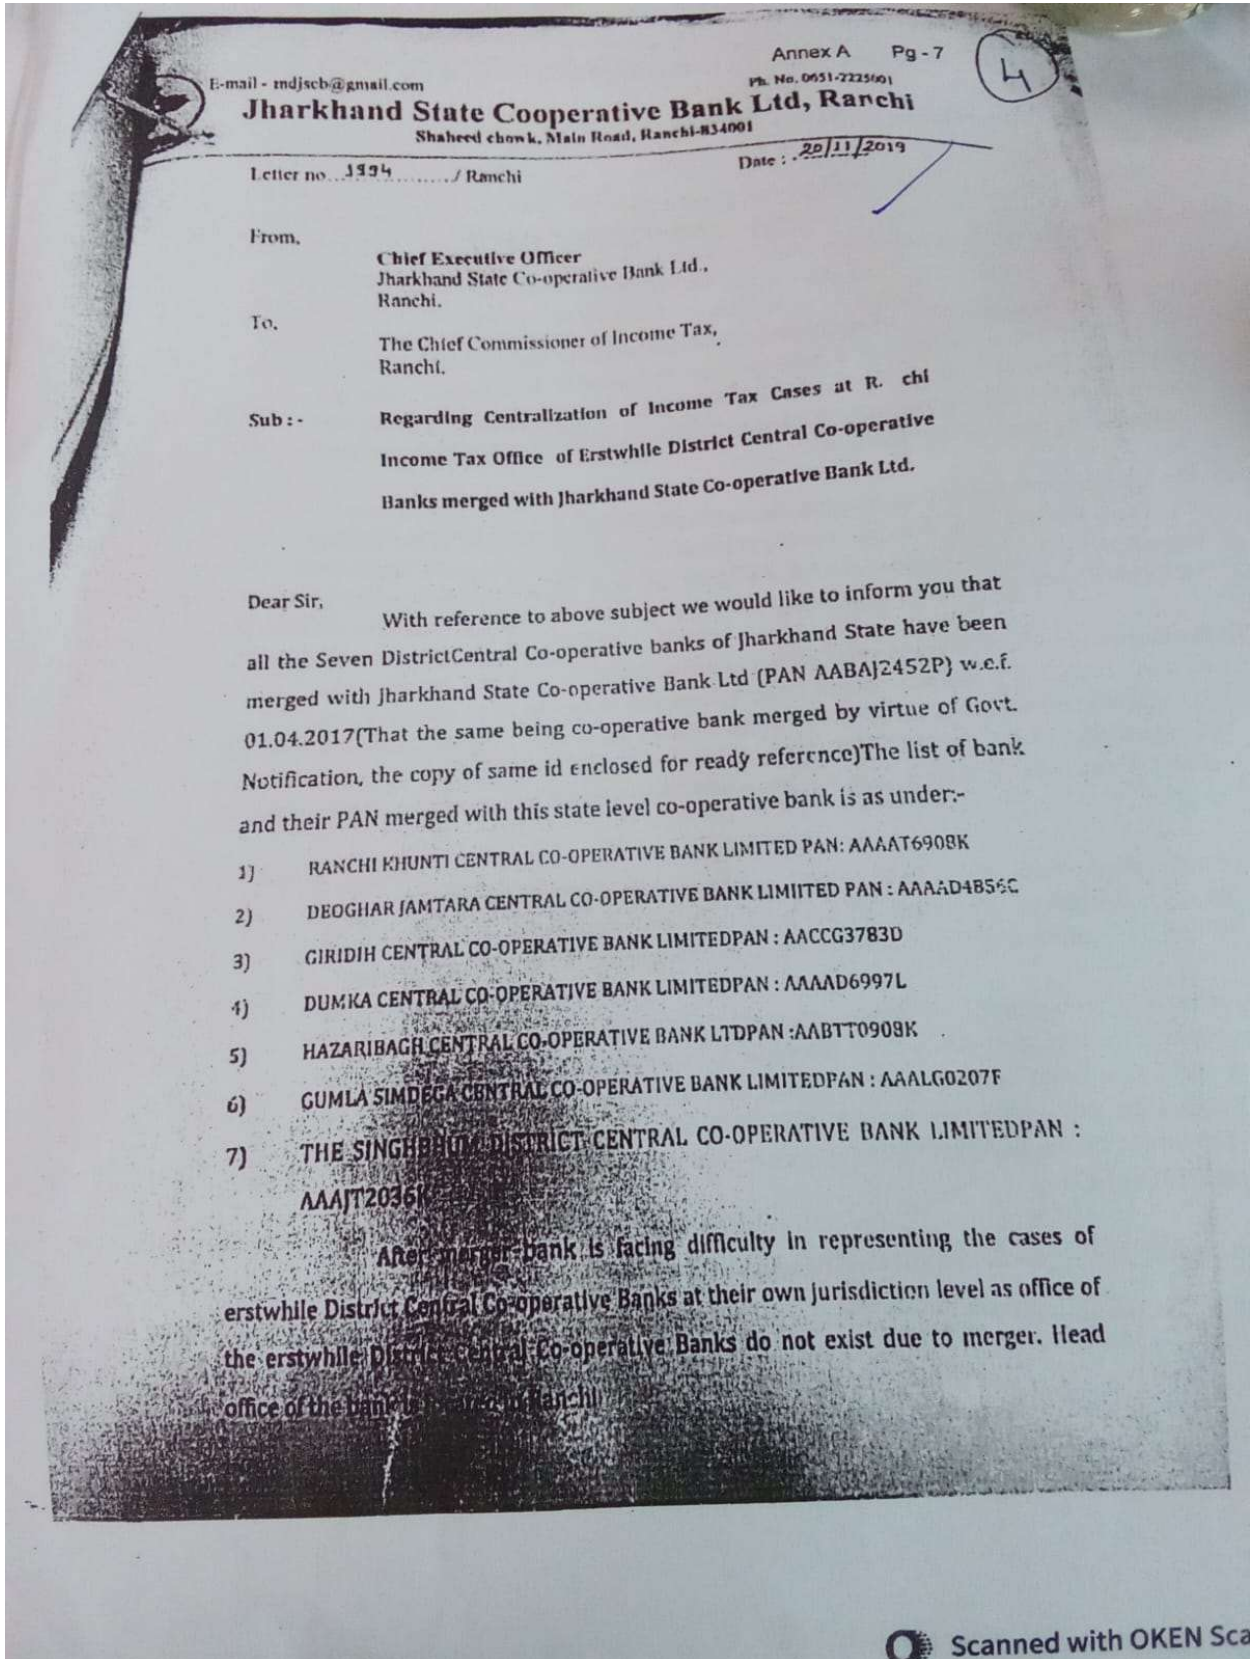 Annex A Pg - 7
4
E-mail - mdjscb@gmail.com
Ph. No. 0651-2225601
Jharkhand State Cooperative Bank Ltd, Ranchi
Shaheed chowk, Main Road, Ranchi-834001
Letter no...1994........./ Ranchi
Date : .20/11/2019
From,
Chief Executive Officer
Jharkhand State Co-operative Bank Ltd.,
Ranchi.
To,
The Chief Commissioner of Income Tax,
Ranchi.
Sub : - Regarding Centralization of Income Tax Cases at R. chi
Income Tax Office of Erstwhile District Central Co-operative
Banks merged with Jharkhand State Co-operative Bank Ltd.
Dear Sir,
With reference to above subject we would like to inform you that
all the Seven DistrictCentral Co-operative banks of Jharkhand State have been
merged with Jharkhand State Co-operative Bank Ltd (PAN AABAJ2452P) w.e.f.
01.04.2017(That the same being co-operative bank merged by virtue of Govt.
Notification, the copy of same id enclosed for ready reference)The list of bank
and their PAN merged with this state level co-operative bank is as under:-
1) RANCHI KHUNTI CENTRAL CO-OPERATIVE BANK LIMITED PAN: AAAAT6908K
2) DEOGHAR JAMTARA CENTRAL CO-OPERATIVE BANK LIMIITED PAN : AAAAD4856C
3) GIRIDIH CENTRAL CO-OPERATIVE BANK LIMITEDPAN : AACCG3783D
4) DUMKA CENTRAL CO-OPERATIVE BANK LIMITEDPAN : AAAAD6997L
5) HAZARIBAGH CENTRAL CO-OPERATIVE BANK LTDPAN :AABTT0908K
6) GUMLA SIMDEGA CENTRAL CO-OPERATIVE BANK LIMITEDPAN : AAALG0207F
7) THE SINGHBHUM DISTRICT CENTRAL CO-OPERATIVE BANK LIMITEDPAN :
AAAJT2036K
After merger bank is facing difficulty in representing the cases of
erstwhile District Central Co-operative Banks at their own jurisdiction level as office of
the erstwhile District Central Co-operative Banks do not exist due to merger. Head
office of the bank is located in Ranchi
Scanned with OKEN Sca